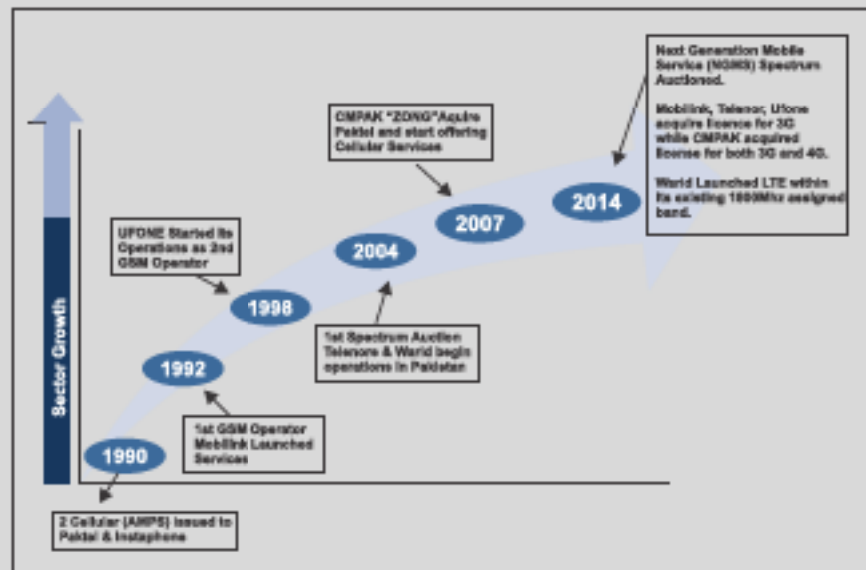 Next Generation Mobile
Service (NGMS) Spectrum
Auctioned.
Mobilink, Telenor, Ufone
acquire licence for 3G
while CMPAK acquired
license for both 3G and 4G.
Warid Launched LTE within
its existing 1800Mhz assigned
band.
CMPAK "ZONG"Aquire
Paktel and start offering
Cellular Services
2014
2007
UFONE Started its
Operations as 2nd
GSM Operator
2004
1998
1st Spectrum Auction
Telenore & Warid begin
operations in Pakistan
1992
Sector Growth
1st GSM Operator
Mobilink Launched
Services
1990
2 Cellular (AMPS) issued to
Paktel & Instaphone